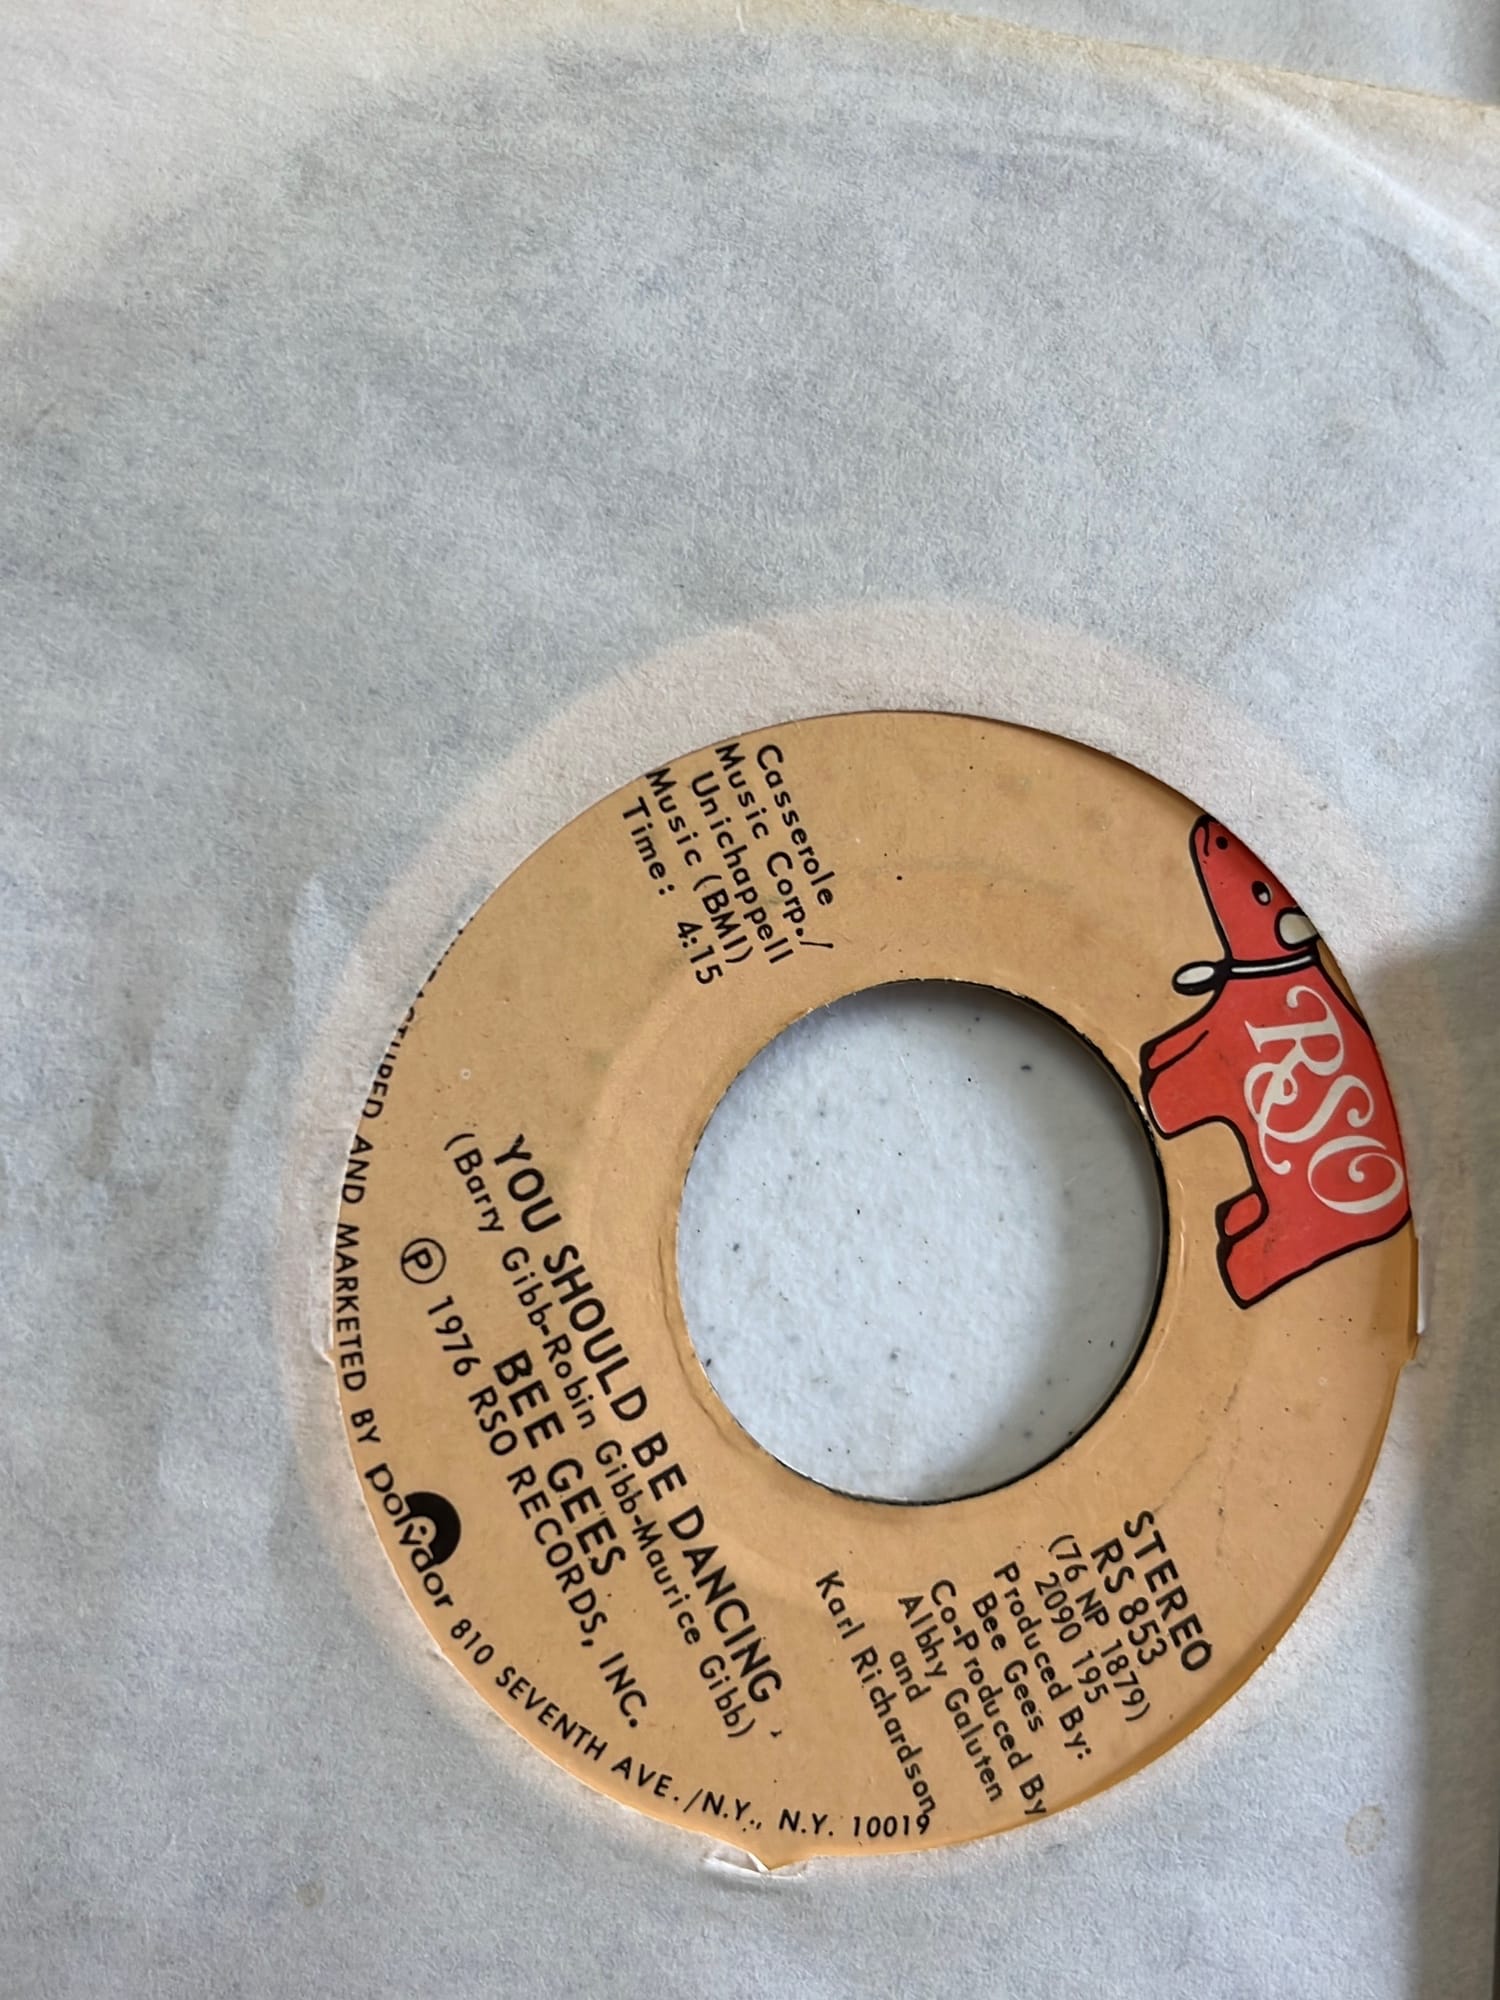 RSO
Casserole
Music Corp./
Unichappell
Music (BMI)
Time: 4:15
STEREO
RS 853
(76 NP 1879)
2090 195
Produced By:
Bee Gees
Co-Produced By
Albhy Galuten
and
Karl Richardson
YOU SHOULD BE DANCING
(Barry Gibb-Robin Gibb-Maurice Gibb)
BEE GEES
Ⓟ 1976 RSO RECORDS, INC.
AND MARKETED BY polydor 810 SEVENTH AVE./N.Y., N.Y. 10019